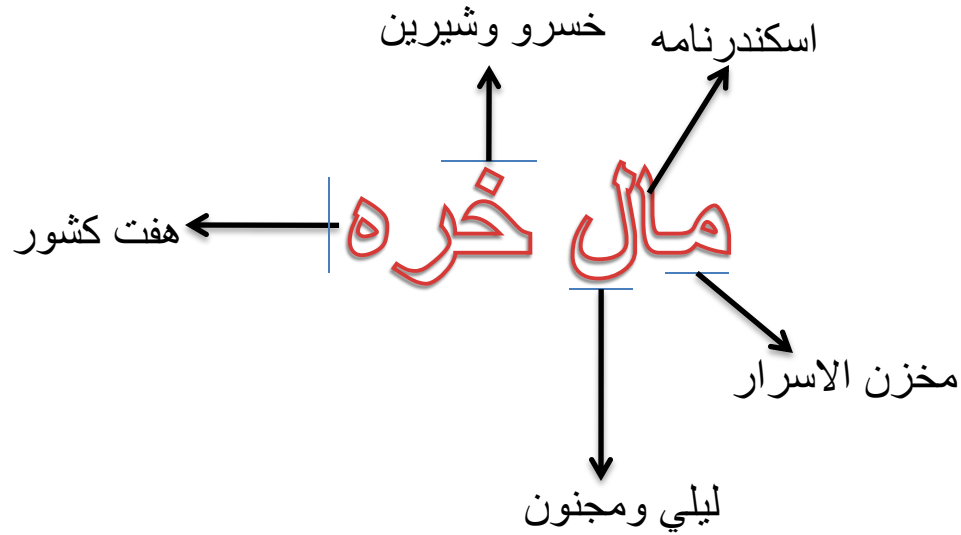 خسرو وشيرين
اسكندرنامه
مال خره
هفت كشور
مخزن الاسرار
ليلي ومجنون